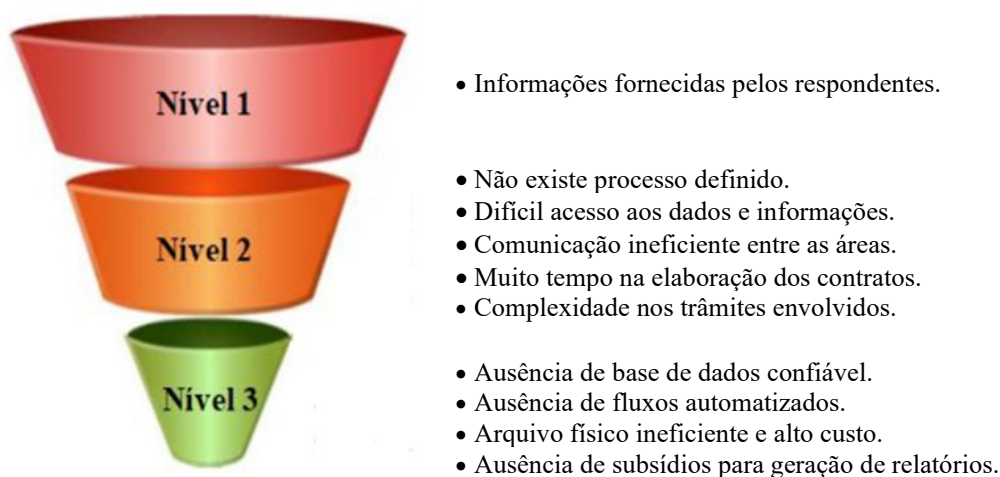 Nível 1
• Informações fornecidas pelos respondentes.
Nível 2
• Não existe processo definido.
• Difícil acesso aos dados e informações.
• Comunicação ineficiente entre as áreas.
• Muito tempo na elaboração dos contratos.
• Complexidade nos trâmites envolvidos.
Nível 3
• Ausência de base de dados confiável.
• Ausência de fluxos automatizados.
• Arquivo físico ineficiente e alto custo.
• Ausência de subsídios para geração de relatórios.